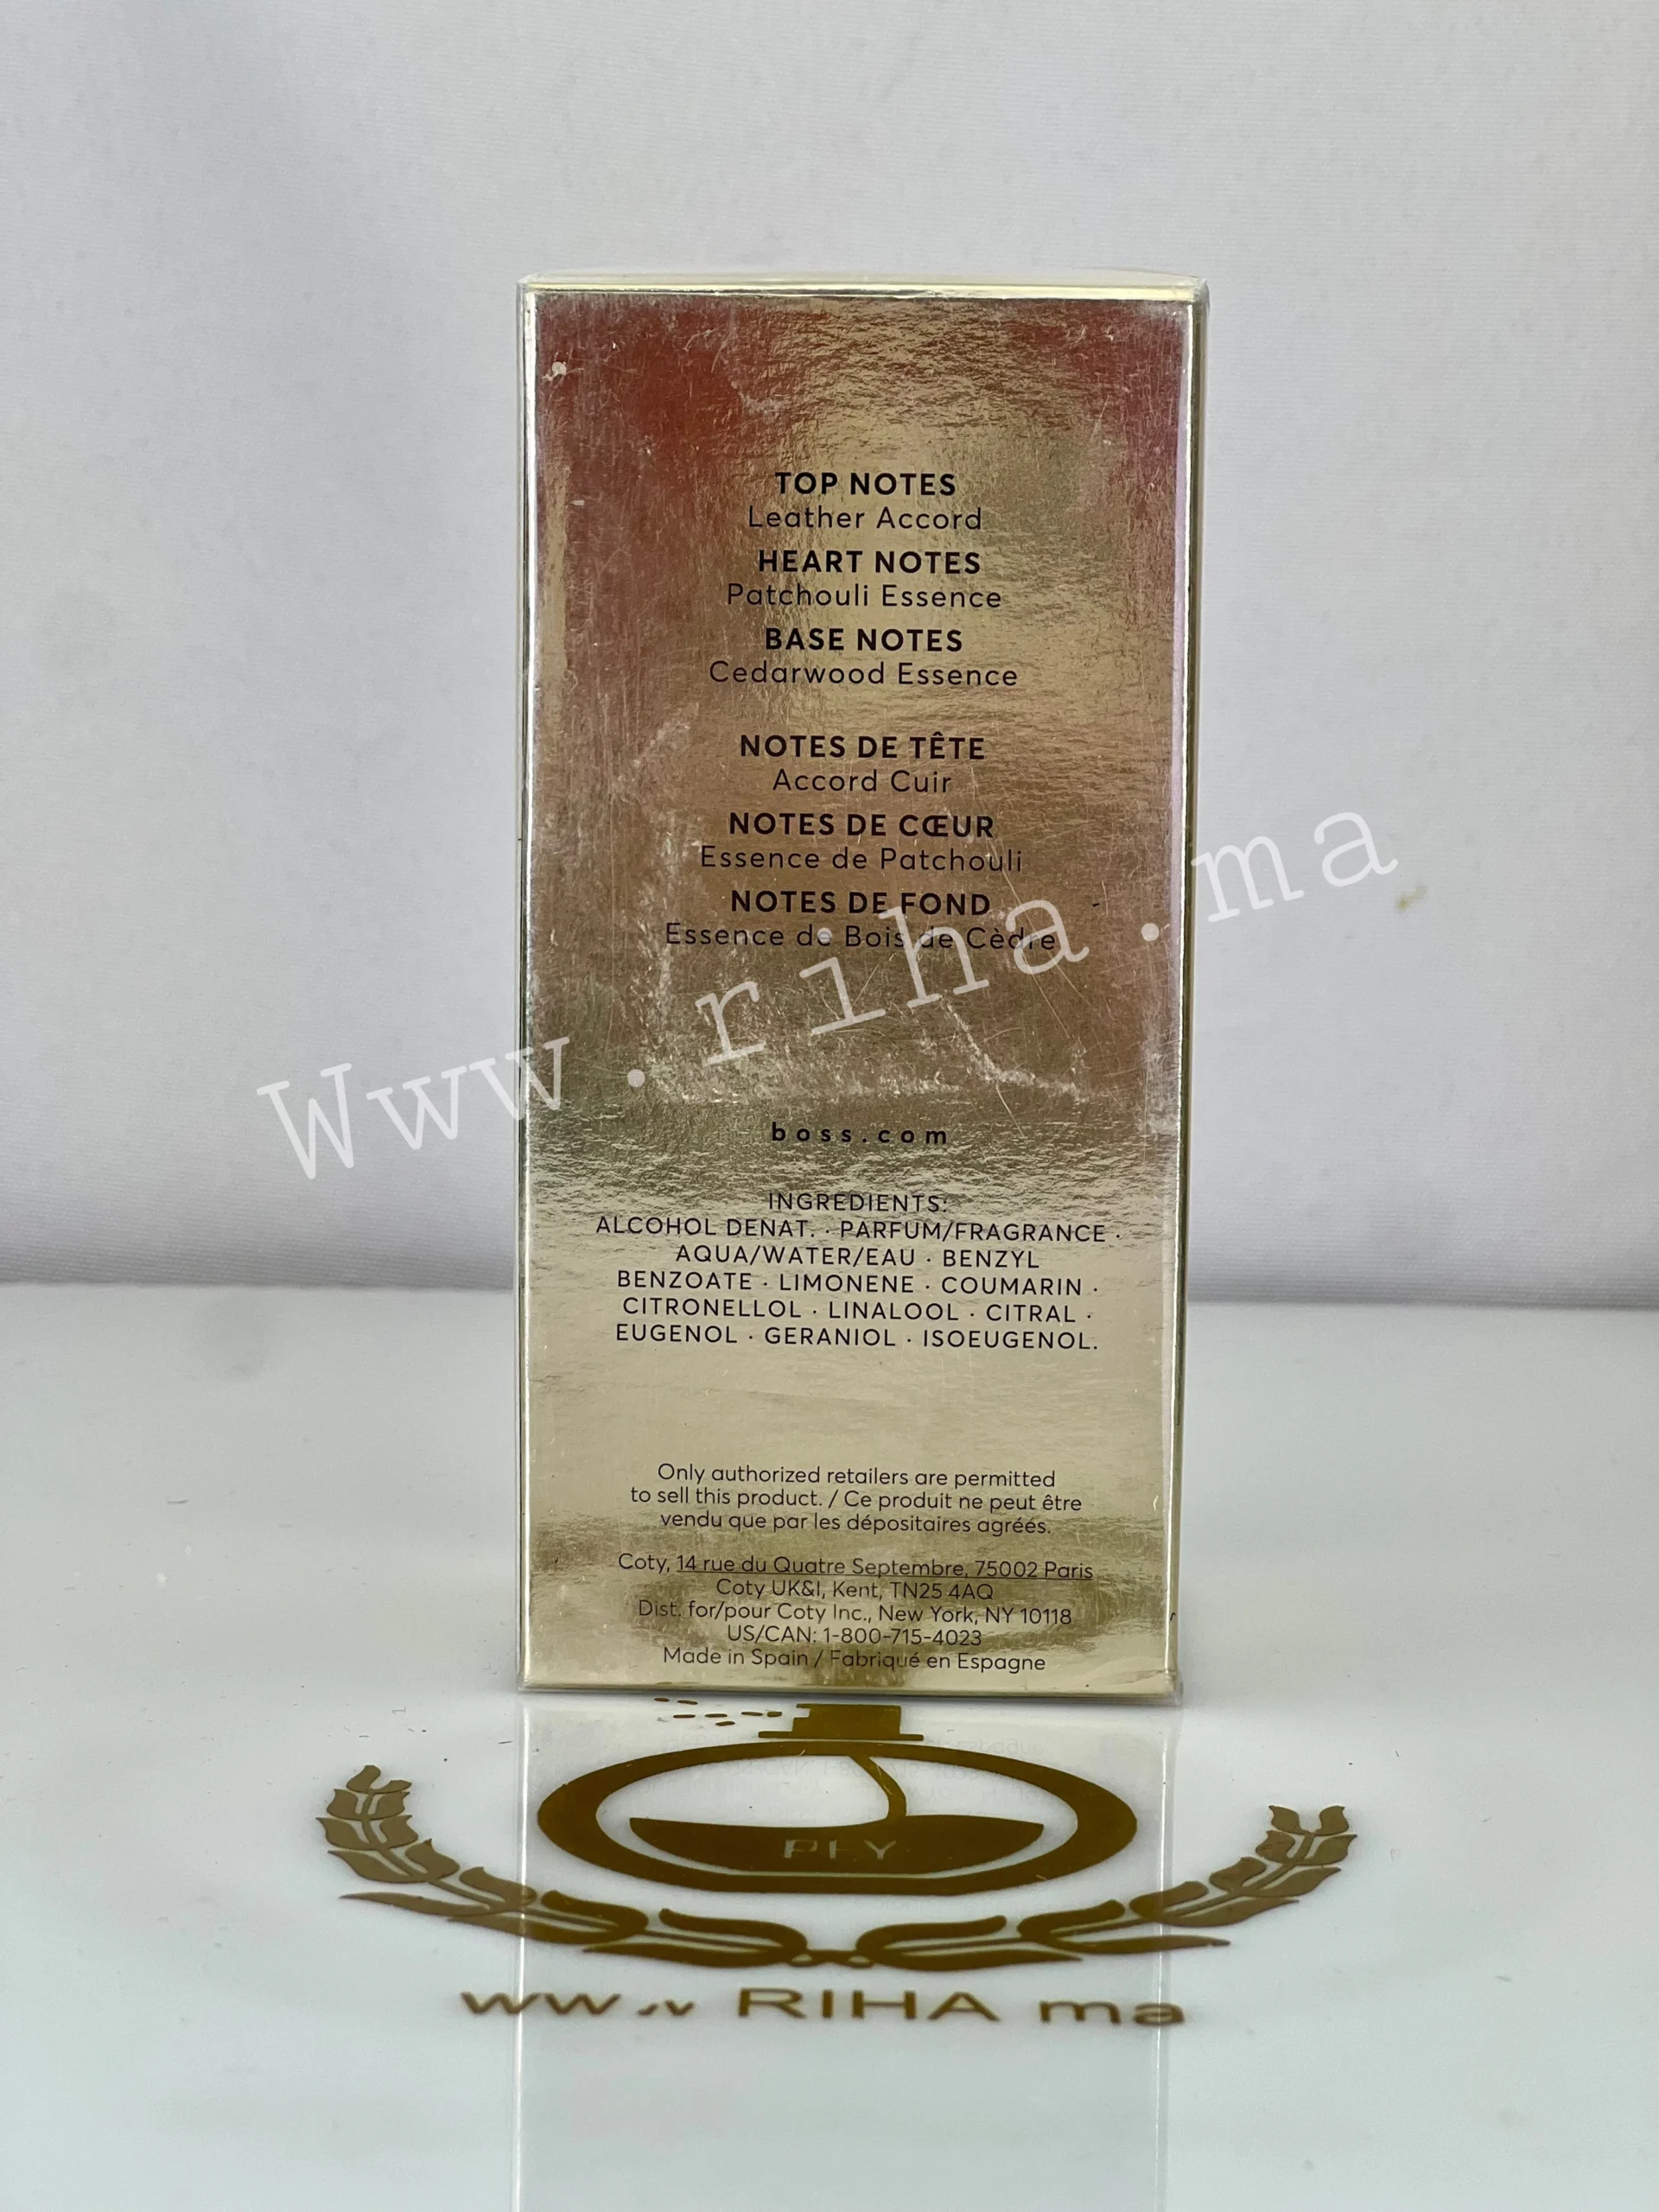 TOP NOTES
Leather Accord
HEART NOTES
Patchouli Essence
BASE NOTES
Cedarwood Essence
NOTES DE TÊTE
Accord Cuir
NOTES DE CŒUR
Essence de Patchouli
NOTES DE FOND
Essence de Bois de Cèdre
Www.riha.ma
boss.com
INGREDIENTS:
ALCOHOL DENAT. · PARFUM/FRAGRANCE ·
AQUA/WATER/EAU · BENZYL
BENZOATE · LIMONENE · COUMARIN ·
CITRONELLOL · LINALOOL · CITRAL ·
EUGENOL · GERANIOL · ISOEUGENOL.
Only authorized retailers are permitted
to sell this product. / Ce produit ne peut être
vendu que par les dépositaires agréés.
Coty, 14 rue du Quatre Septembre, 75002 Paris
Coty UK&I, Kent, TN25 4AQ
Dist. for/pour Coty Inc., New York, NY 10118
US/CAN: 1-800-715-4023
Made in Spain / Fabriqué en Espagne
RIHA ma